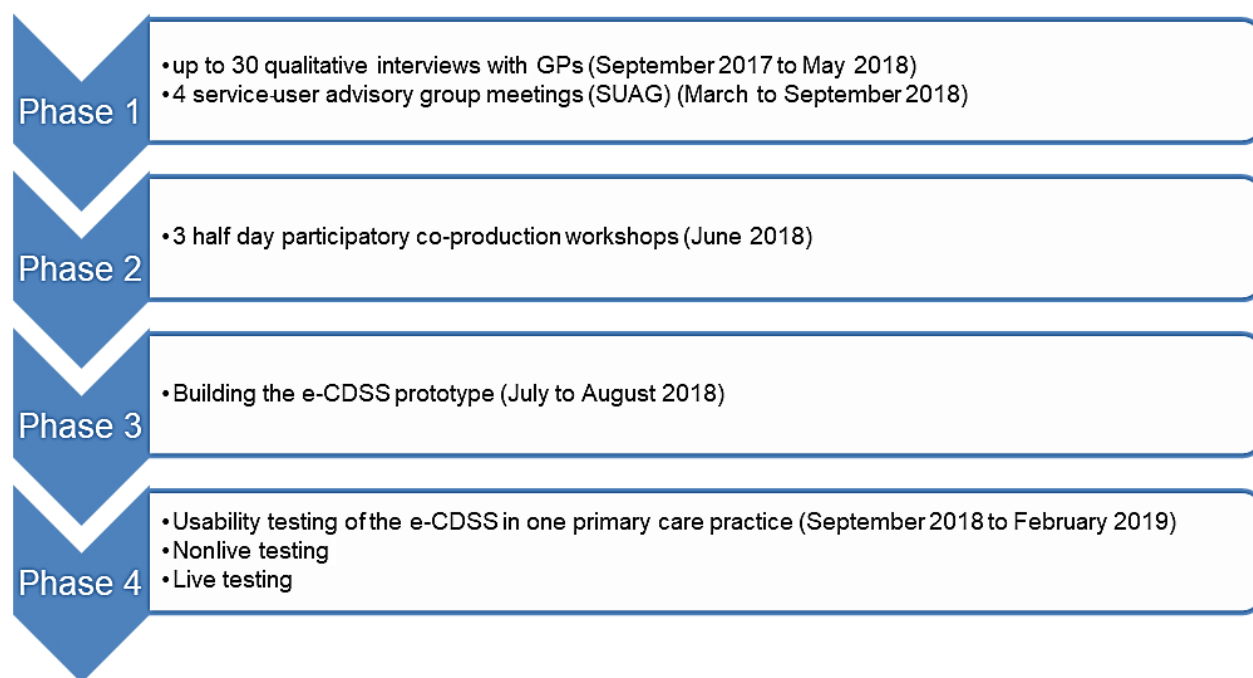 Phase 1
•up to 30 qualitative interviews with GPs (September 2017 to May 2018)
•4 service-user advisory group meetings (SUAG) (March to September 2018)
Phase 2
•3 half day participatory co-production workshops (June 2018)
Phase 3
•Building the e-CDSS prototype (July to August 2018)
Phase 4
•Usability testing of the e-CDSS in one primary care practice (September 2018 to February 2019)
•Nonlive testing
•Live testing